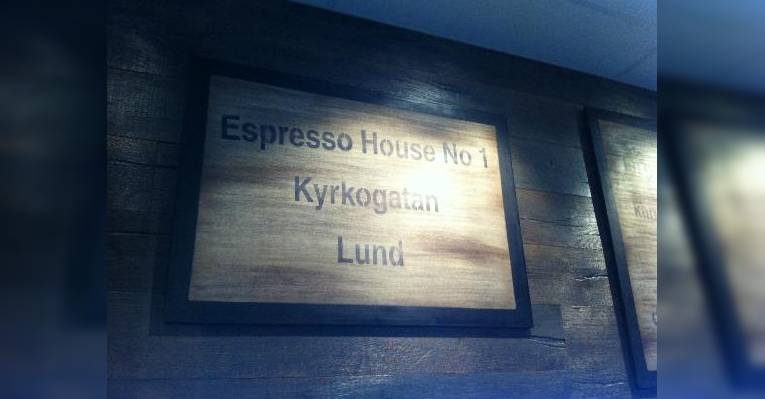 Espresso House No 1
Kyrkogatan
Lund